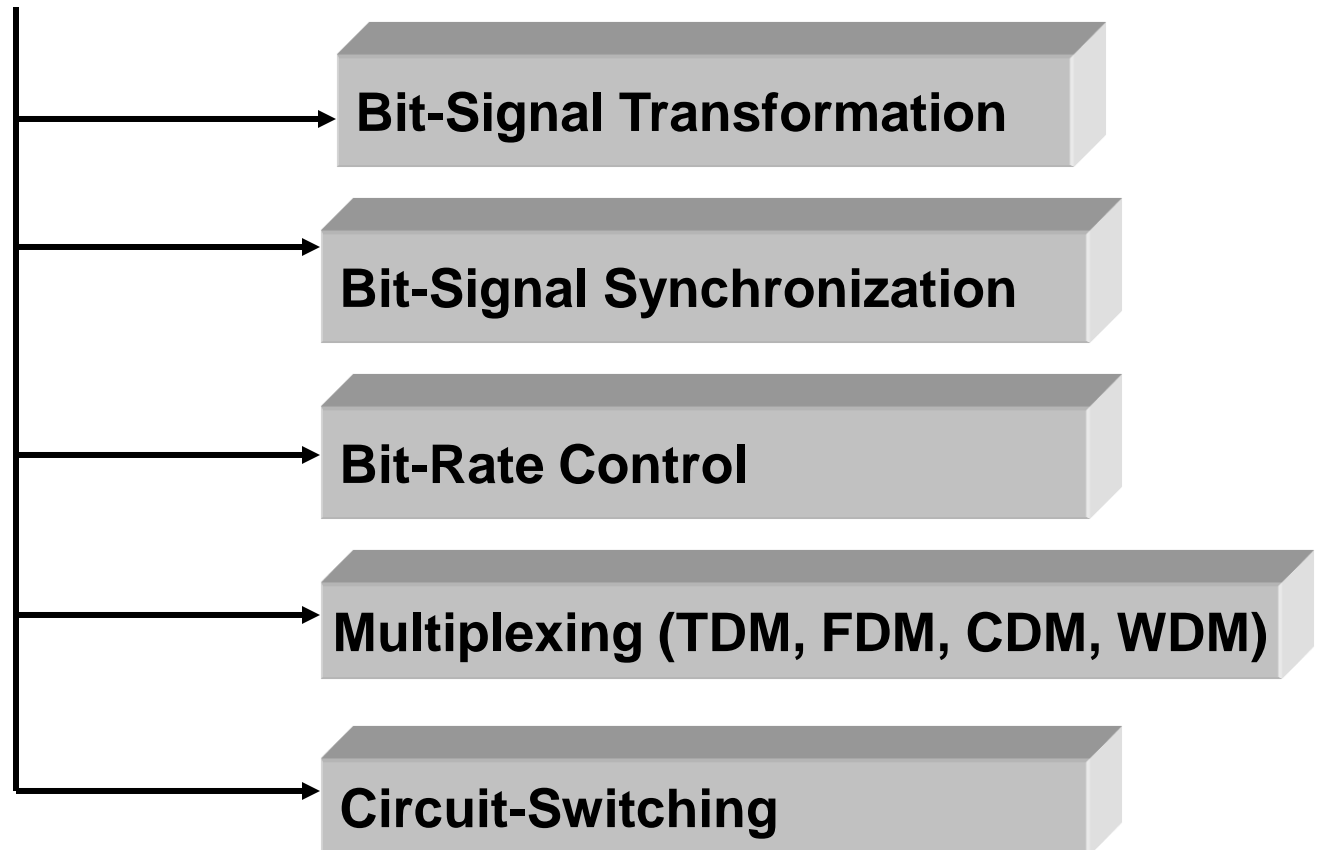 Bit-Signal Transformation
Bit-Signal Synchronization
Bit-Rate Control
Multiplexing (TDM, FDM, CDM, WDM)
Circuit-Switching